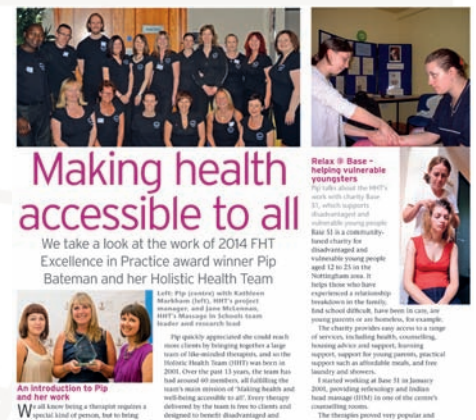 Making health
accessible to all
We take a look at the work of 2014 FHT
Excellence in Practice award winner Pip
Bateman and her Holistic Health Team
Left: Pip (centre) with Kathleen
Markham (left), HHT's project
manager, and Jane McLennan,
HHT's Massage in Schools team
leader and research lead
An introduction to Pip
and her work
We all know being a therapist requires a
special kind of person, but to bring
Pip quickly appreciated she could reach
more clients by bringing together a large
team of like-minded therapists, and so the
Holistic Health Team (HHT) was born in
2001. Over the past 13 years, the team has
had around 60 members, all fulfilling the
team's main mission of 'Making health and
well-being accessible to all'. Every therapy
delivered by the team is free to clients and
designed to benefit disadvantaged and
Relax @ Base –
helping vulnerable
youngsters
Pip talks about the HHT's
work with charity Base
51, which supports
disadvantaged and
vulnerable young people
Base 51 is a community-
based charity for
disadvantaged and
vulnerable young people
aged 12 to 25 in the
Nottingham area. It
helps those who have
experienced a relationship
breakdown in the family,
find school difficult, have been in care, are
young parents or are homeless, for example.
The charity provides easy access to a range
of services, including health, counselling,
housing advice and support, learning
support, support for young parents, practical
support such as affordable meals, and free
laundry and showers.
I started working at Base 51 in January
2001, providing reflexology and Indian
head massage (IHM) in one of the centre's
counselling rooms.
The therapies proved very popular and